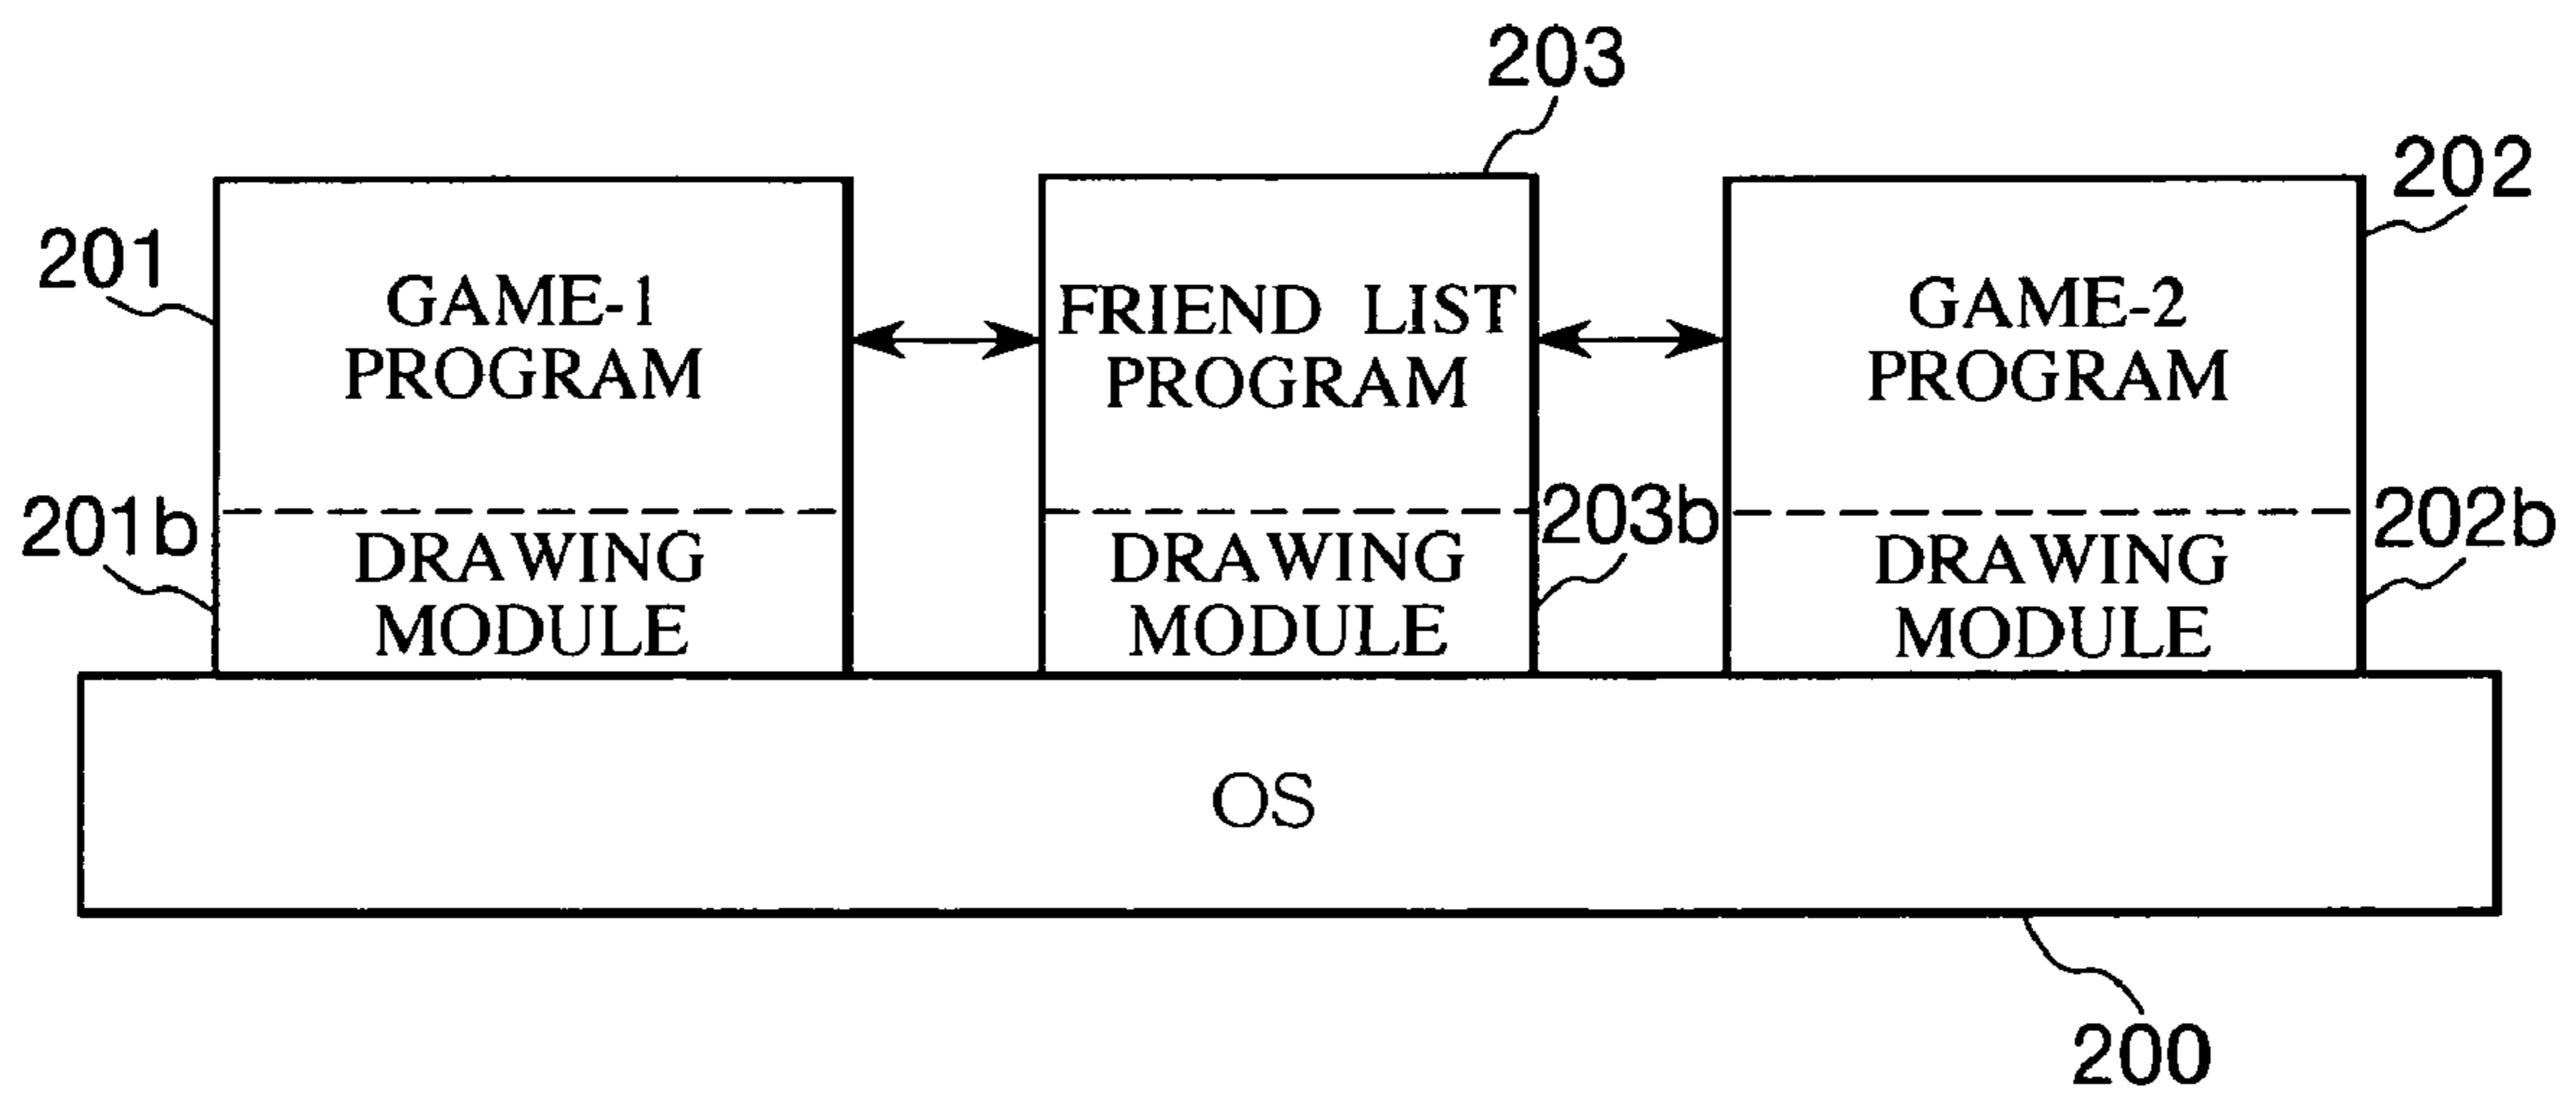 203
202
201
GAME-1
PROGRAM
FRIEND LIST
PROGRAM
GAME-2
PROGRAM
201b
203b
202b
DRAWING
MODULE
DRAWING
MODULE
DRAWING
MODULE
OS
200